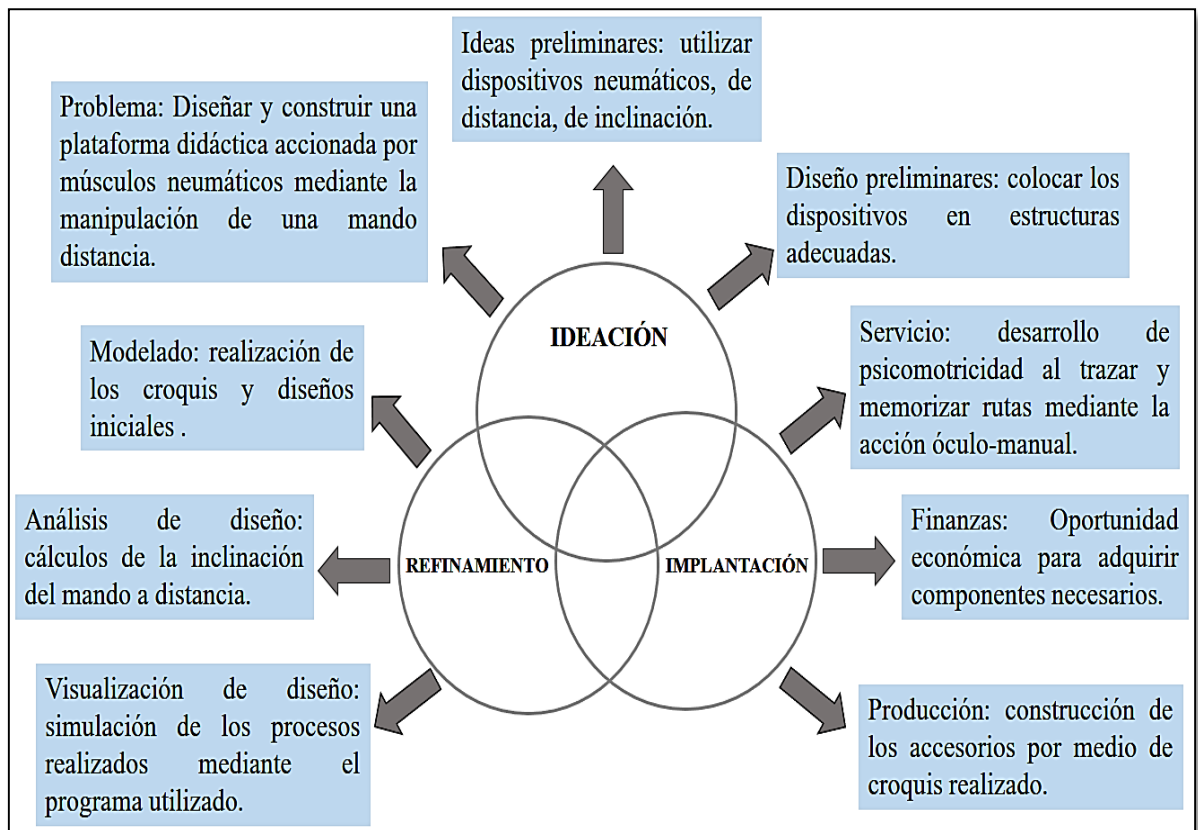 Ideas preliminares: utilizar
dispositivos neumáticos, de
distancia, de inclinación.
Problema: Diseñar y construir una
plataforma didáctica accionada por
músculos neumáticos mediante la
manipulación de una mando
distancia.
Diseño preliminares: colocar los
dispositivos en estructuras
adecuadas.
IDEACIÓN
Modelado: realización de
los croquis y diseños
iniciales .
Servicio: desarrollo de
psicomotricidad al trazar y
memorizar rutas mediante la
acción óculo-manual.
Análisis de diseño:
cálculos de la inclinación
del mando a distancia.
REFINAMIENTO
IMPLANTACIÓN
Finanzas: Oportunidad
económica para adquirir
componentes necesarios.
Visualización de diseño:
simulación de los procesos
realizados mediante el
programa utilizado.
Producción: construcción de
los accesorios por medio de
croquis realizado.